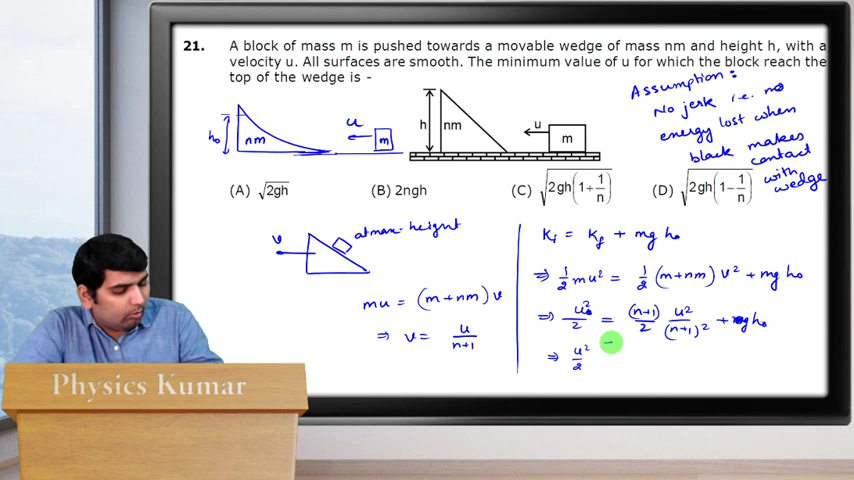 21. A block of mass m is pushed towards a movable wedge of mass nm and height h, with a
velocity u. All surfaces are smooth. The minimum value of u for which the block reach the
top of the wedge is -
Assumption :
No jerk i.e. no
energy lost when
block makes
contact
with
wedge
h₀
nm
u
m
h
nm
u
m
(A) √2gh
(B) 2ngh
(C) √2gh(1+1/n)
(D) √2gh(1−1/n)
v
at max-height
mu = (m+nm) v
⇒ v = u/(n+1)
Ki = Kf + mg h₀
⇒ 1/2 mu² = 1/2 (m+nm) v² + mg h₀
⇒ u²/2 = (n+1)/2 u²/(n+1)² + gh₀
⇒ u²/2 =
Physics Kumar